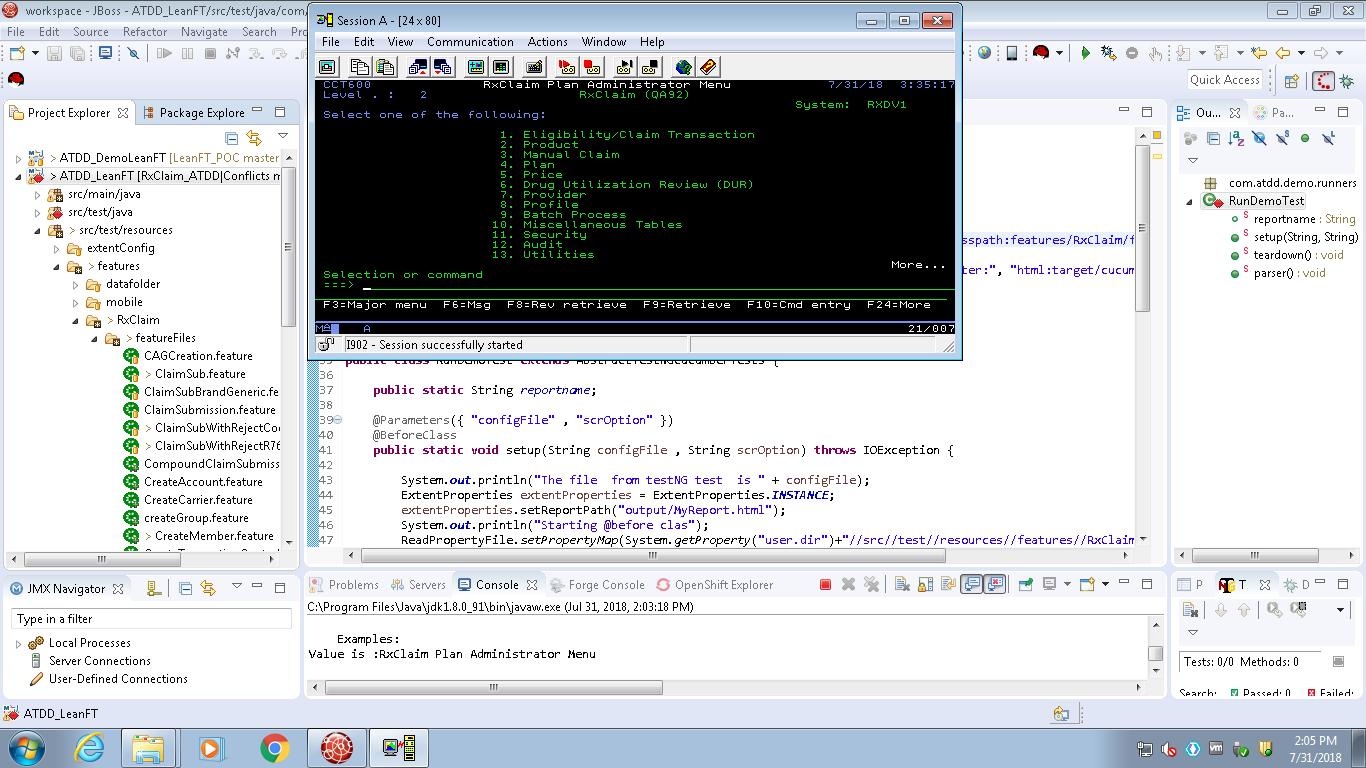 workspace - JBoss - ATDD_LeanFT/src/test/java/com/
File Edit Source Refactor Navigate Search
Quick Access
Project Explorer
Package Explore
> ATDD_DemoLeanFT [LeanFT_POC master
> ATDD_LeanFT [RxClaim_ATDD|Conflicts m
src/main/java
src/test/java
> src/test/resources
extentConfig
> features
datafolder
mobile
> RxClaim
> featureFiles
CAGCreation.feature
> ClaimSub.feature
ClaimSubBrandGeneric.fe
ClaimSubmission.feature
> ClaimSubWithRejectCo
> ClaimSubWithRejectR76
CompoundClaimSubmiss
CreateAccount.feature
CreateCarrier.feature
createGroup.feature
> CreateMember.feature
Session A - [24 x 80]
File Edit View Communication Actions Window Help
CCT600 RxClaim Plan Administrator Menu 7/31/18 3:35:17
Level . : 2 RxClaim (QA92)
System: RXDV1
Select one of the following:
1. Eligibility/Claim Transaction
2. Product
3. Manual Claim
4. Plan
5. Price
6. Drug Utilization Review (DUR)
7. Provider
8. Profile
9. Batch Process
10. Miscellaneous Tables
11. Security
12. Audit
13. Utilities
More...
Selection or command
===>
F3=Major menu F6=Msg F8=Rev retrieve F9=Retrieve F10=Cmd entry F24=More
MA A 21/007
I902 - Session successfully started
sspath:features/RxClaim/f
ter:", "html:target/cucum
35 public class RunDemoTest extends AbstractTestNGCucumberTests {
36
37 public static String reportname;
38
39 @Parameters({ "configFile" , "scrOption" })
40 @BeforeClass
41 public static void setup(String configFile , String scrOption) throws IOException {
42
43 System.out.println("The file from testNG test is " + configFile);
44 ExtentProperties extentProperties = ExtentProperties.INSTANCE;
45 extentProperties.setReportPath("output/MyReport.html");
46 System.out.println("Starting @before clas");
47 ReadPropertyFile.setPropertyMap(System.getProperty("user.dir")+"//src//test//resources//features//RxClaim
Ou...
Pa...
com.atdd.demo.runners
RunDemoTest
reportname : String
setup(String, String)
teardown() : void
parser() : void
JMX Navigator
Type in a filter
Local Processes
Server Connections
User-Defined Connections
Problems Servers Console Forge Console OpenShift Explorer
C:\Program Files\Java\jdk1.8.0_91\bin\javaw.exe (Jul 31, 2018, 2:03:18 PM)
Examples:
Value is :RxClaim Plan Administrator Menu
P T D
Tests: 0/0 Methods: 0
Search: Passed: 0 Failed:
ATDD_LeanFT
2:05 PM
7/31/2018